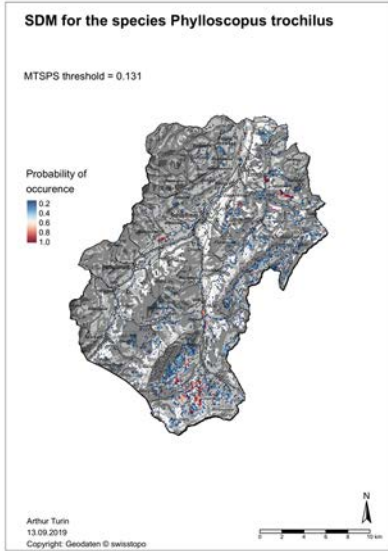 SDM for the species Phylloscopus trochilus
MTSPS threshold = 0.131
Probability of
occurence
0.2
0.4
0.6
0.8
1.0
Arthur Turin
13.09.2019
Copyright: Geodaten © swisstopo
N
0 2 4 6 8 10 km